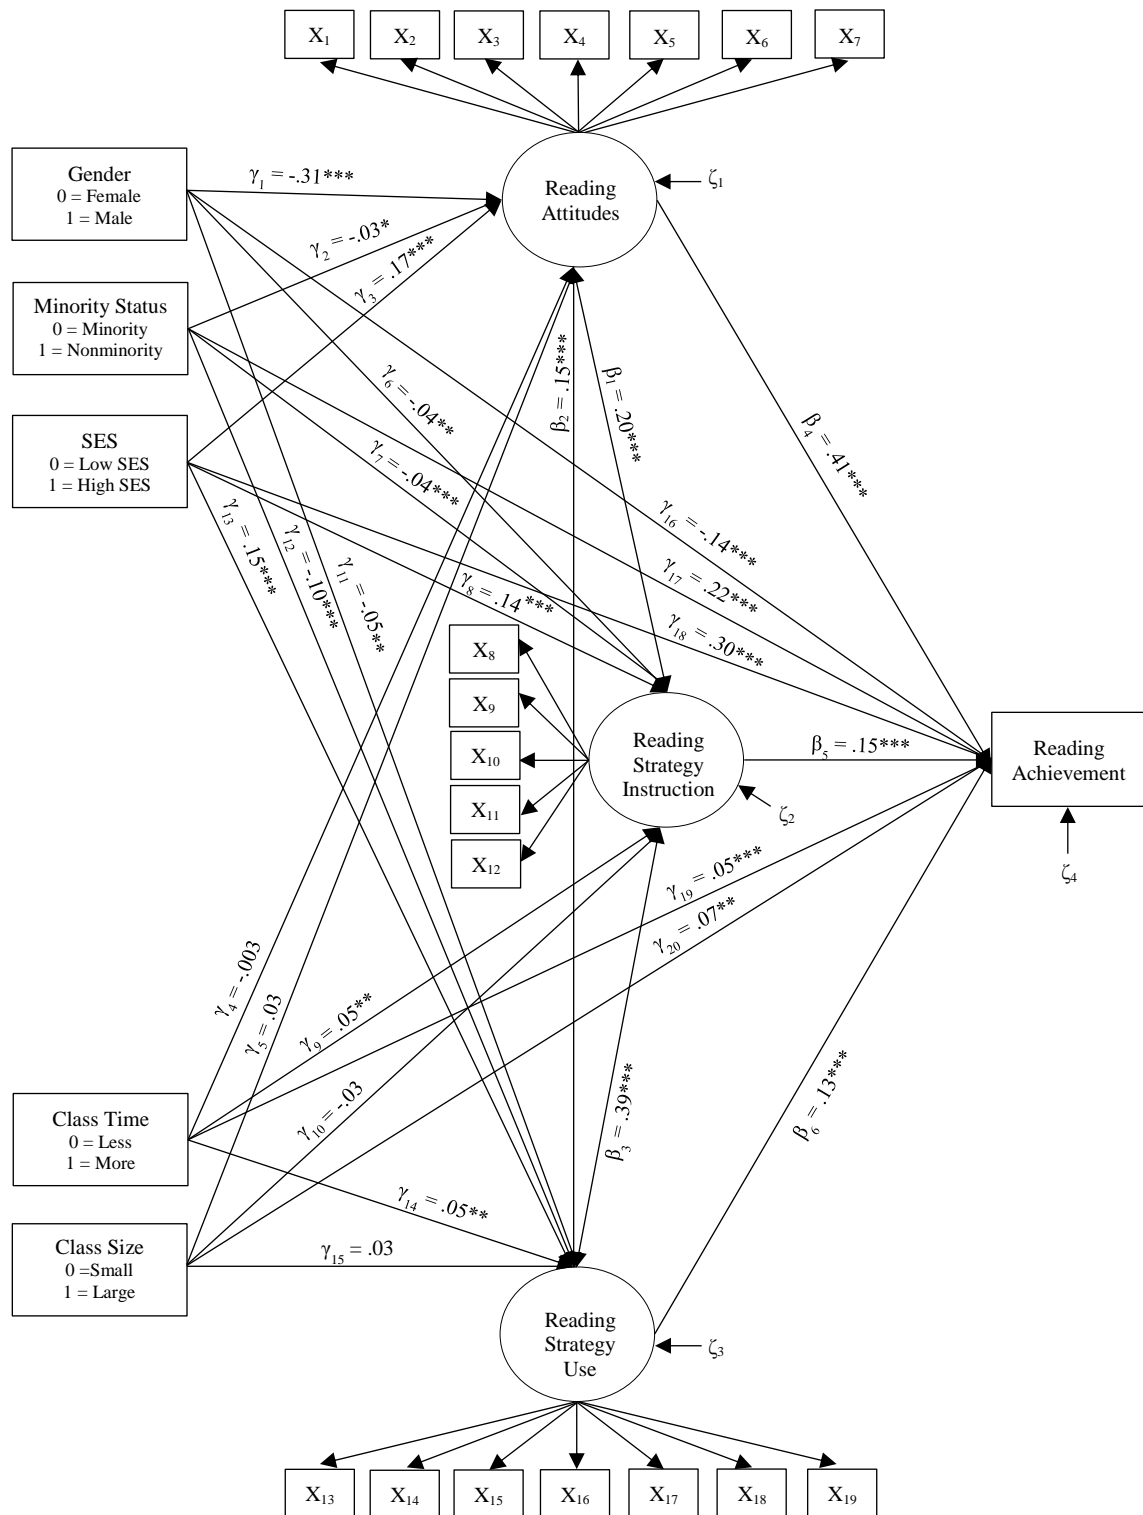 X₁ X₂ X₃ X₄ X₅ X₆ X₇
Gender
0 = Female
1 = Male
γ₁ = -.31***
Reading
Attitudes
ζ₁
γ₂ = -.03*
γ₃ = .17***
Minority Status
0 = Minority
1 = Nonminority
SES
0 = Low SES
1 = High SES
γ₆ = -.04**
γ₇ = -.04***
γ₈ = .14***
β₂ = .15***
β₁ = .20***
β₄ = .41***
γ₁₆ = -.14***
γ₁₇ = .22***
γ₁₈ = .30***
γ₁₃ = .15***
γ₁₂ = -.10***
γ₁₁ = -.05**
X₈
X₉
X₁₀
X₁₁
X₁₂
Reading
Strategy
Instruction
ζ₂
β₅ = .15***
Reading
Achievement
ζ₄
γ₁₉ = .05***
γ₂₀ = .07**
γ₄ = -.003
γ₅ = .03
γ₉ = .05**
γ₁₀ = -.03
β₃ = .39***
β₆ = .13***
Class Time
0 = Less
1 = More
γ₁₄ = .05**
Class Size
0 =Small
1 = Large
γ₁₅ = .03
Reading
Strategy
Use
ζ₃
X₁₃ X₁₄ X₁₅ X₁₆ X₁₇ X₁₈ X₁₉